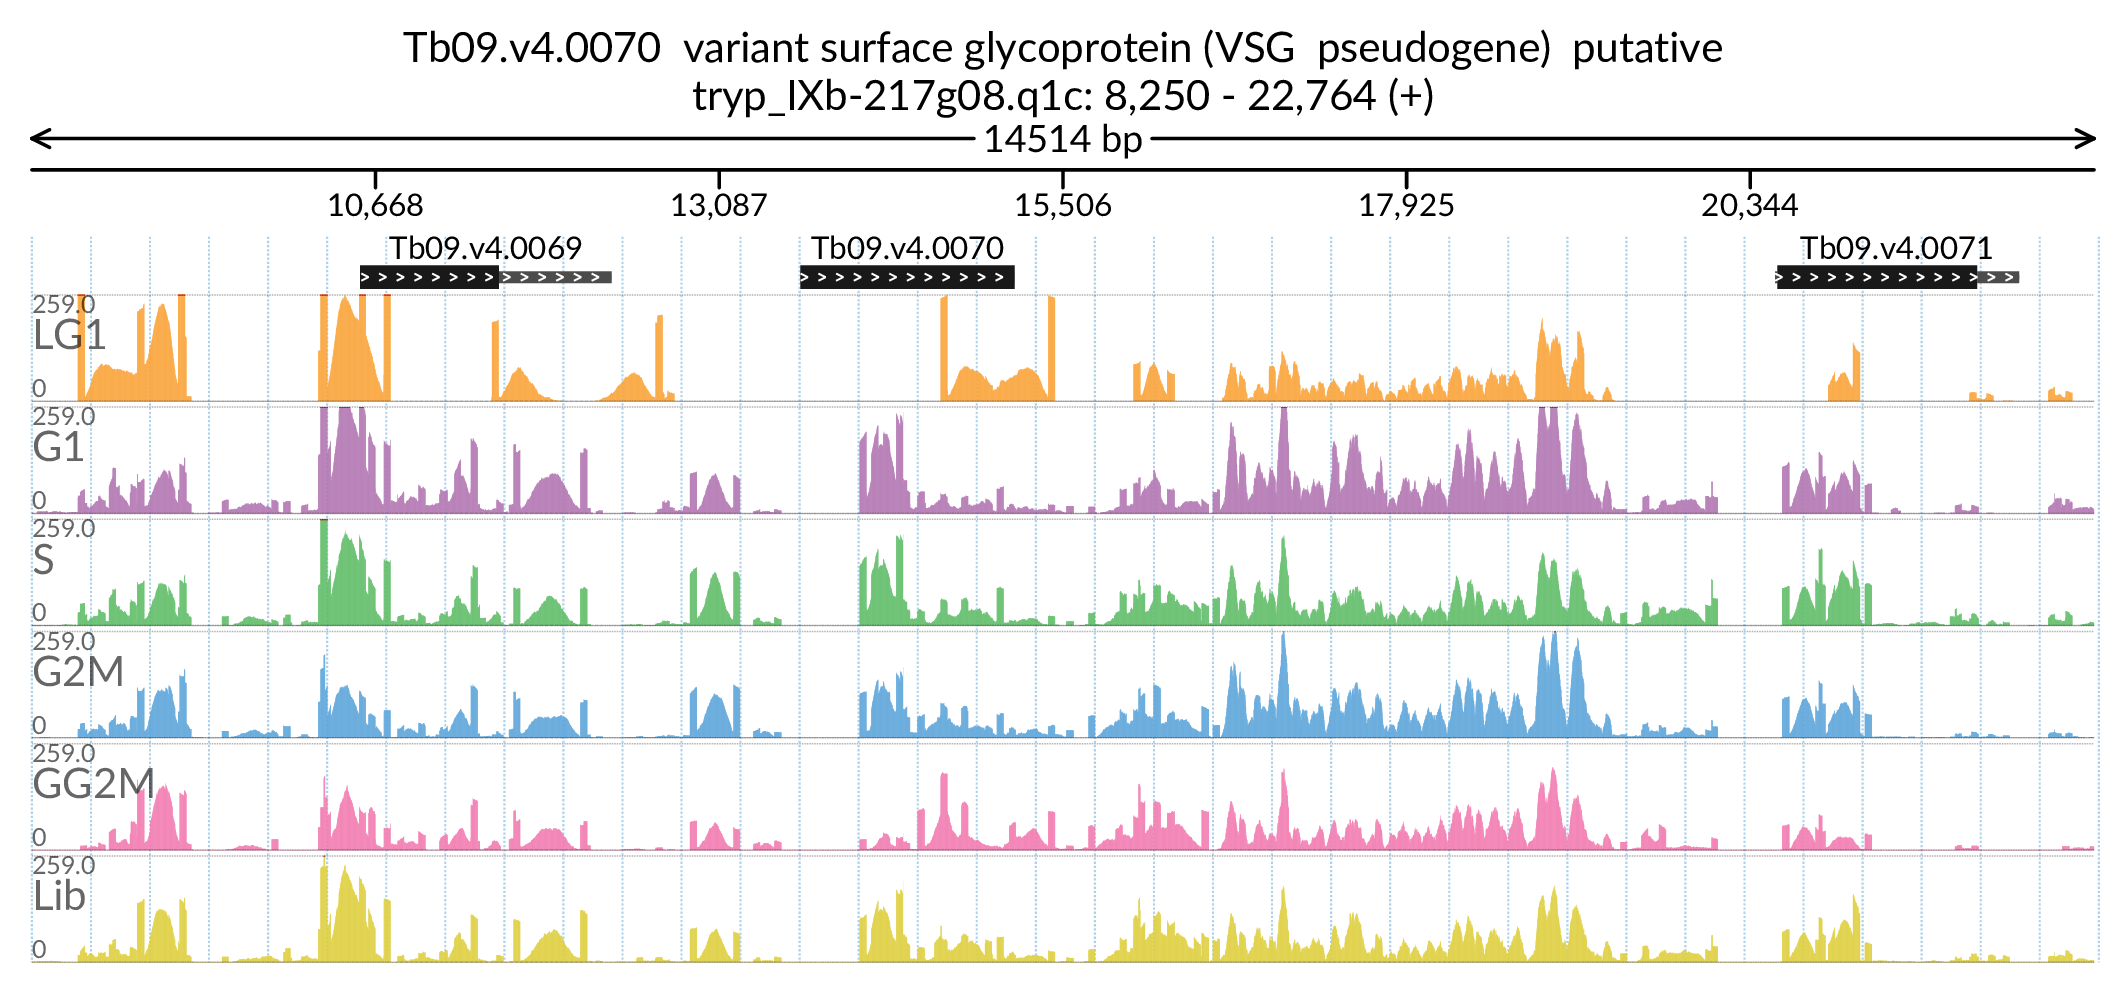 Tb09.v4.0070  variant surface glycoprotein (VSG  pseudogene)  putative
tryp_IXb-217g08.q1c: 8,250 - 22,764 (+)
14514 bp
10,668 13,087 15,506 17,925 20,344
Tb09.v4.0069 Tb09.v4.0070 Tb09.v4.0071
259.0
LG1
0
259.0
G1
0
259.0
S
0
259.0
G2M
0
259.0
GG2M
0
259.0
Lib
0